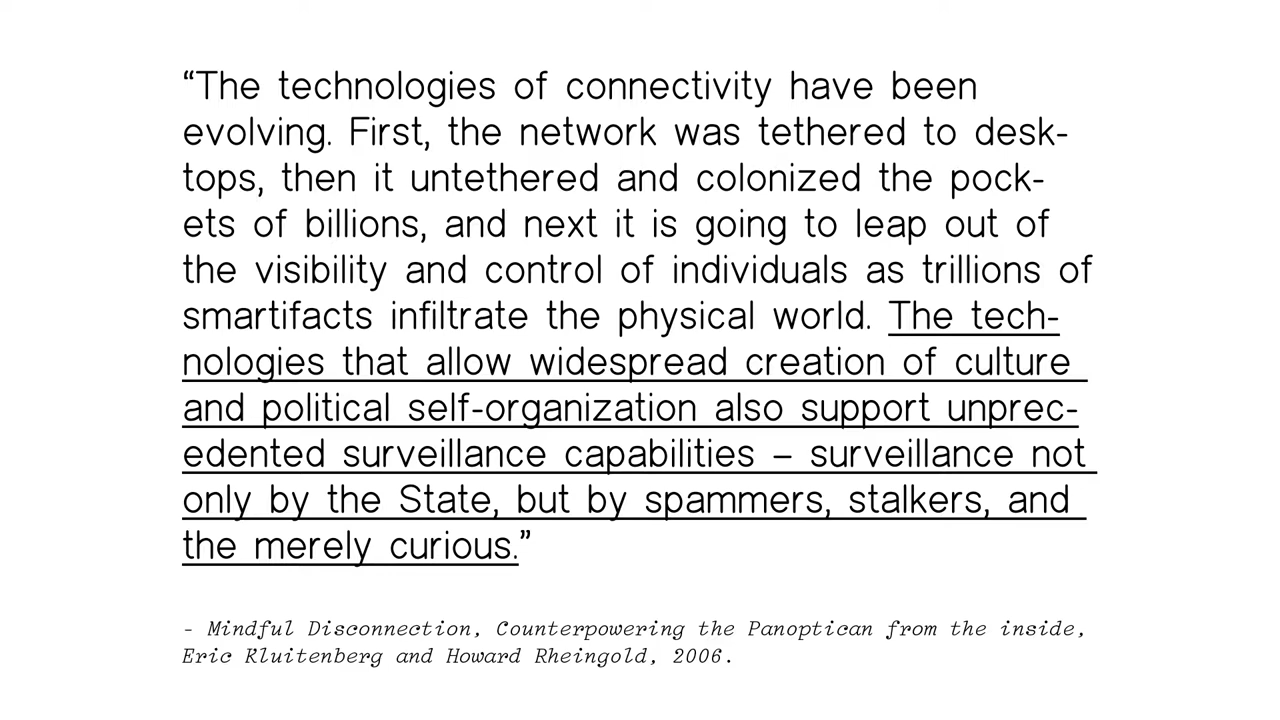 “The technologies of connectivity have been
evolving. First, the network was tethered to desk-
tops, then it untethered and colonized the pock-
ets of billions, and next it is going to leap out of
the visibility and control of individuals as trillions of
smartifacts infiltrate the physical world. The tech-
nologies that allow widespread creation of culture
and political self-organization also support unprec-
edented surveillance capabilities – surveillance not
only by the State, but by spammers, stalkers, and
the merely curious.”
- Mindful Disconnection, Counterpowering the Panoptican from the inside,
Eric Kluitenberg and Howard Rheingold, 2006.